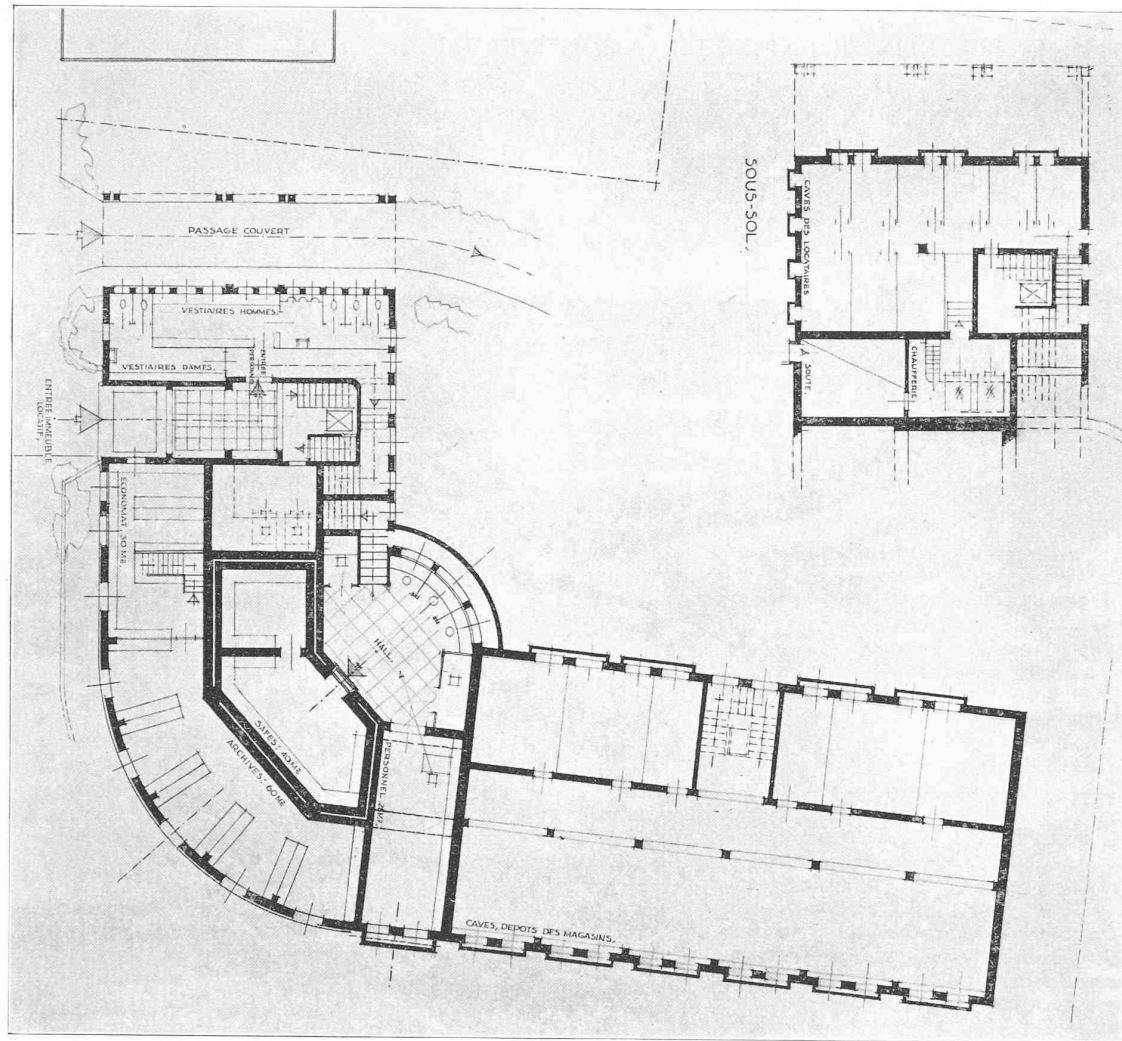 SOUS-SOL.
CAVES DES LOCATAIRES
SOUTE.
CHAUFFERIE
PASSAGE COUVERT
VESTIAIRES HOMMES.
VESTIAIRES DAMES.
ENTRÉE
ENTREE IMMEUBLE
LOCATIF.
ECONOMAT 30 M2.
HALL
SAFES - 40 M2
ARCHIVES - 60 M2
PERSONNEL
CAVES, DEPOTS DES MAGASINS.